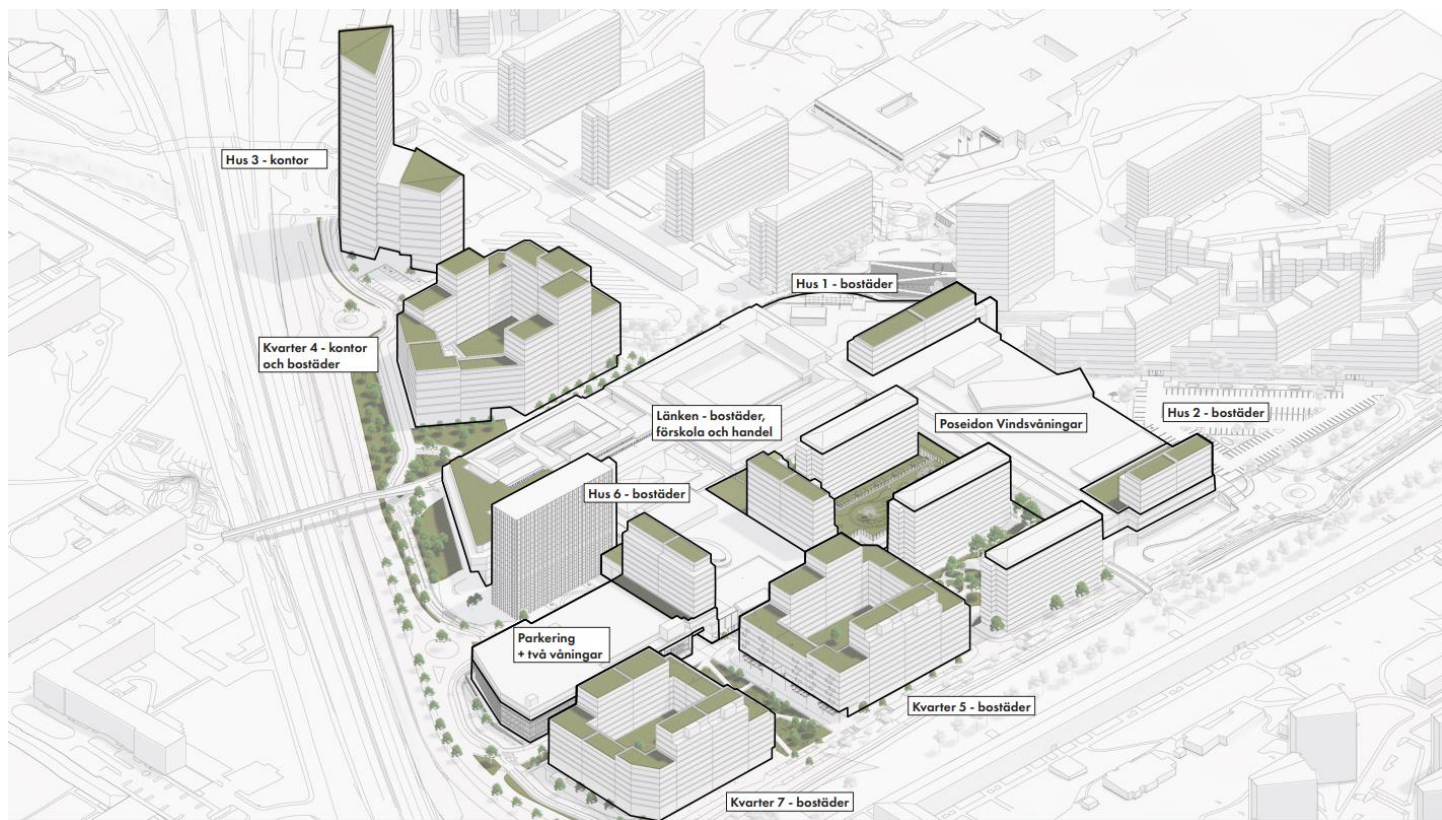 Hus 3 - kontor
Hus 1 - bostäder
Kvarter 4 - kontor
och bostäder
Länken - bostäder,
förskola och handel
Poseidon Vindsvåningar
Hus 2 - bostäder
Hus 6 - bostäder
Parkering
+ två våningar
Kvarter 5 - bostäder
Kvarter 7 - bostäder